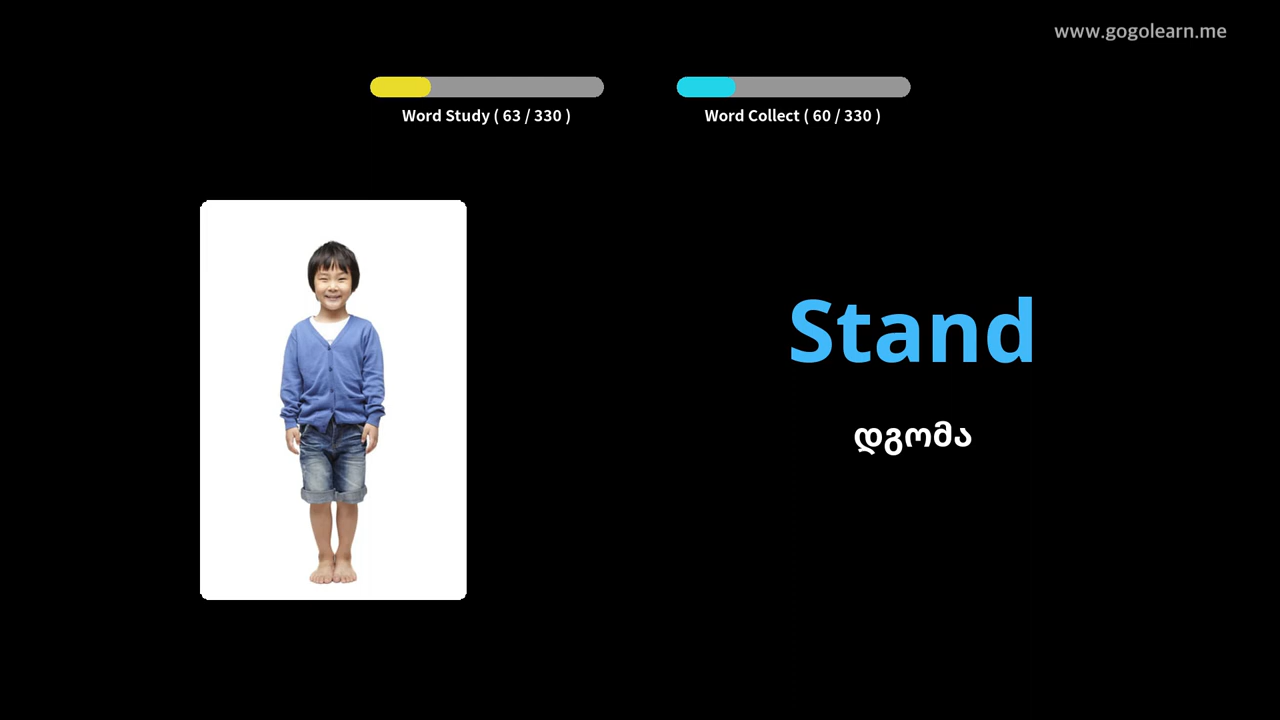 www.gogolearn.me
Word Study ( 63 / 330 )
Word Collect ( 60 / 330 )
Stand
დგომა